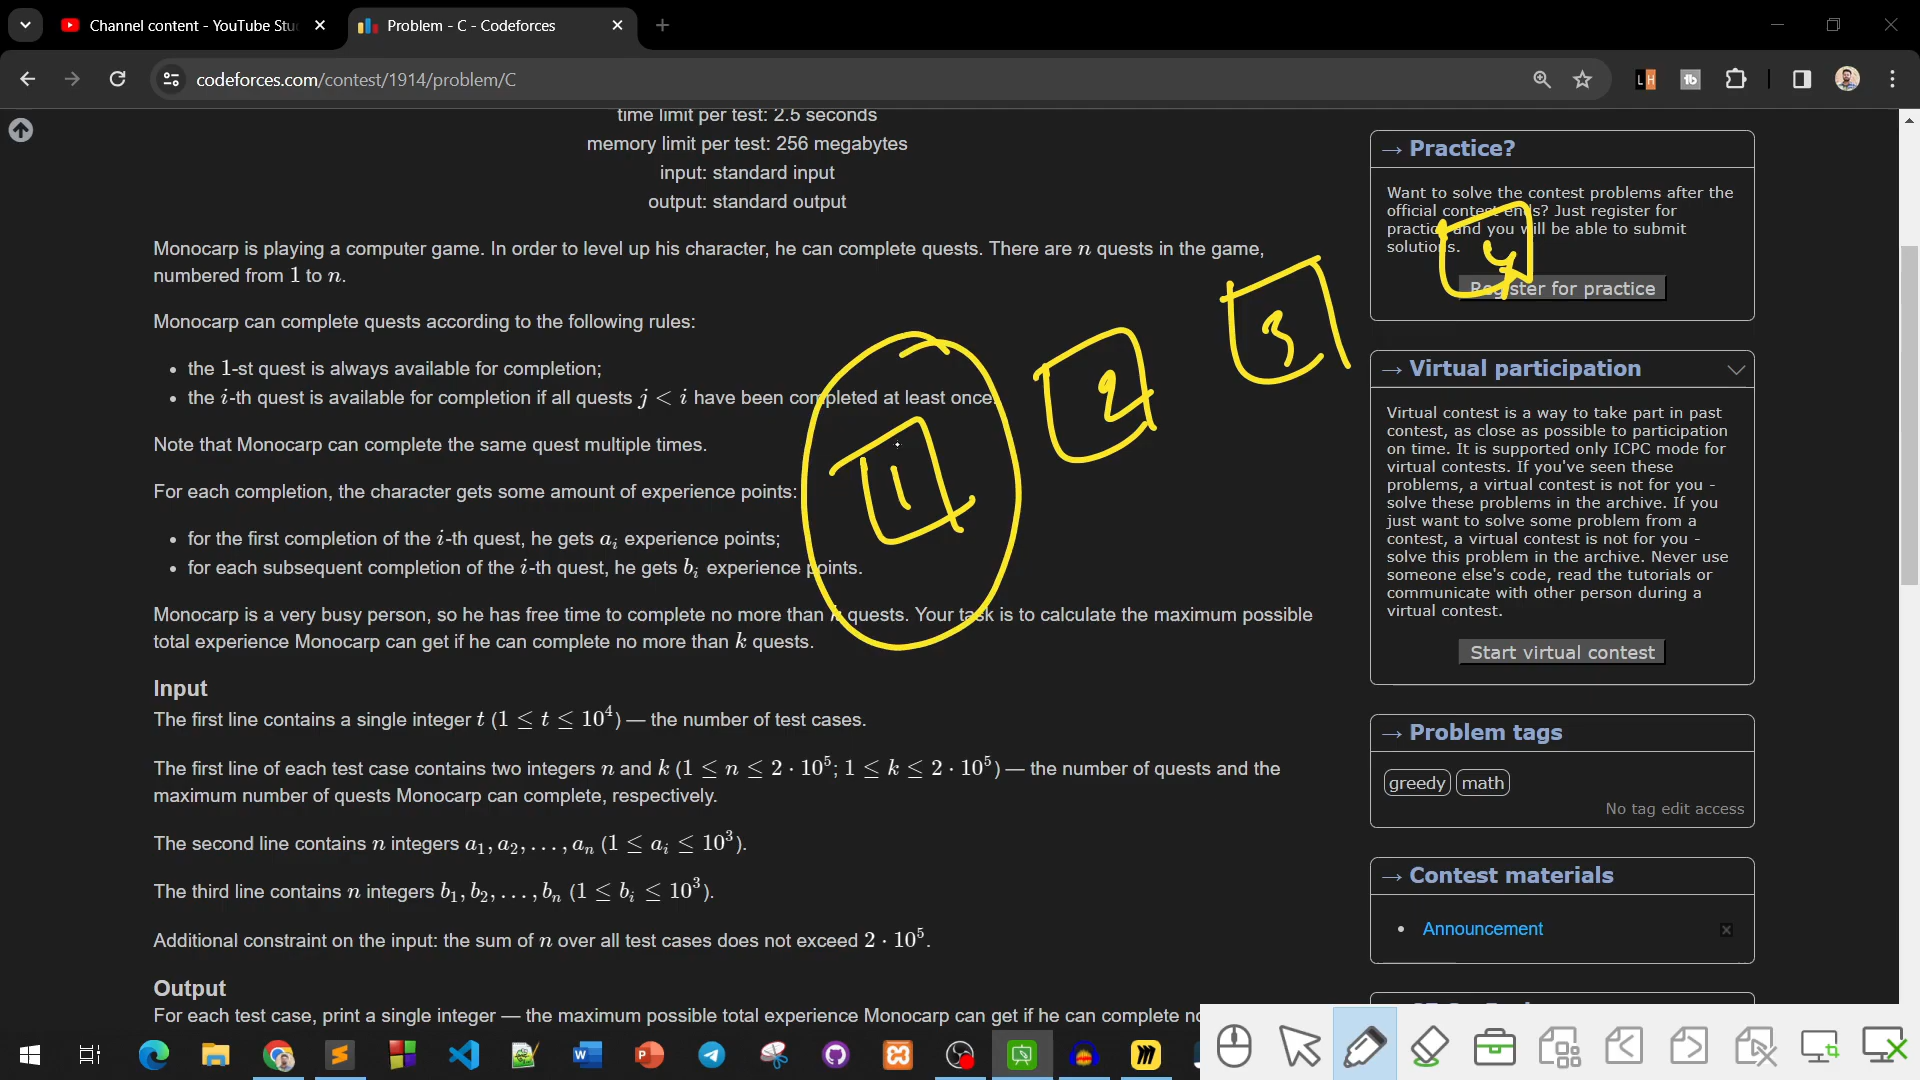 Channel content - YouTube Stu
Problem - C - Codeforces
codeforces.com/contest/1914/problem/C
time limit per test: 2.5 seconds
memory limit per test: 256 megabytes
input: standard input
output: standard output
Monocarp is playing a computer game. In order to level up his character, he can complete quests. There are n quests in the game,
numbered from 1 to n.
Monocarp can complete quests according to the following rules:
• the 1-st quest is always available for completion;
• the i-th quest is available for completion if all quests j < i have been completed at least once.
Note that Monocarp can complete the same quest multiple times.
For each completion, the character gets some amount of experience points:
• for the first completion of the i-th quest, he gets a_i experience points;
• for each subsequent completion of the i-th quest, he gets b_i experience points.
Monocarp is a very busy person, so he has free time to complete no more than k quests. Your task is to calculate the maximum possible
total experience Monocarp can get if he can complete no more than k quests.
Input
The first line contains a single integer t (1 ≤ t ≤ 10^4) — the number of test cases.
The first line of each test case contains two integers n and k (1 ≤ n ≤ 2 · 10^5; 1 ≤ k ≤ 2 · 10^5) — the number of quests and the
maximum number of quests Monocarp can complete, respectively.
The second line contains n integers a_1, a_2, . . . , a_n (1 ≤ a_i ≤ 10^3).
The third line contains n integers b_1, b_2, . . . , b_n (1 ≤ b_i ≤ 10^3).
Additional constraint on the input: the sum of n over all test cases does not exceed 2 · 10^5.
Output
For each test case, print a single integer — the maximum possible total experience Monocarp can get if he can complete no
1
2
3
4
→ Practice?
Want to solve the contest problems after the
official contest ends? Just register for
practice and you will be able to submit
solutions.
Register for practice
→ Virtual participation
Virtual contest is a way to take part in past
contest, as close as possible to participation
on time. It is supported only ICPC mode for
virtual contests. If you've seen these
problems, a virtual contest is not for you -
solve these problems in the archive. If you
just want to solve some problem from a
contest, a virtual contest is not for you -
solve this problem in the archive. Never use
someone else's code, read the tutorials or
communicate with other person during a
virtual contest.
Start virtual contest
→ Problem tags
greedy math
No tag edit access
→ Contest materials
• Announcement